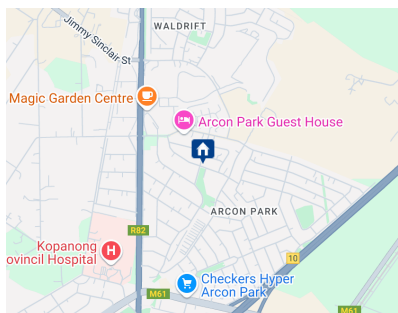 WALDRIFT
Jimmy Sinclair St
Magic Garden Centre
Arcon Park Guest House
ARCON PARK
R82
Kopanong
ovincil Hospital
H
10
Checkers Hyper
Arcon Park
M61
M61